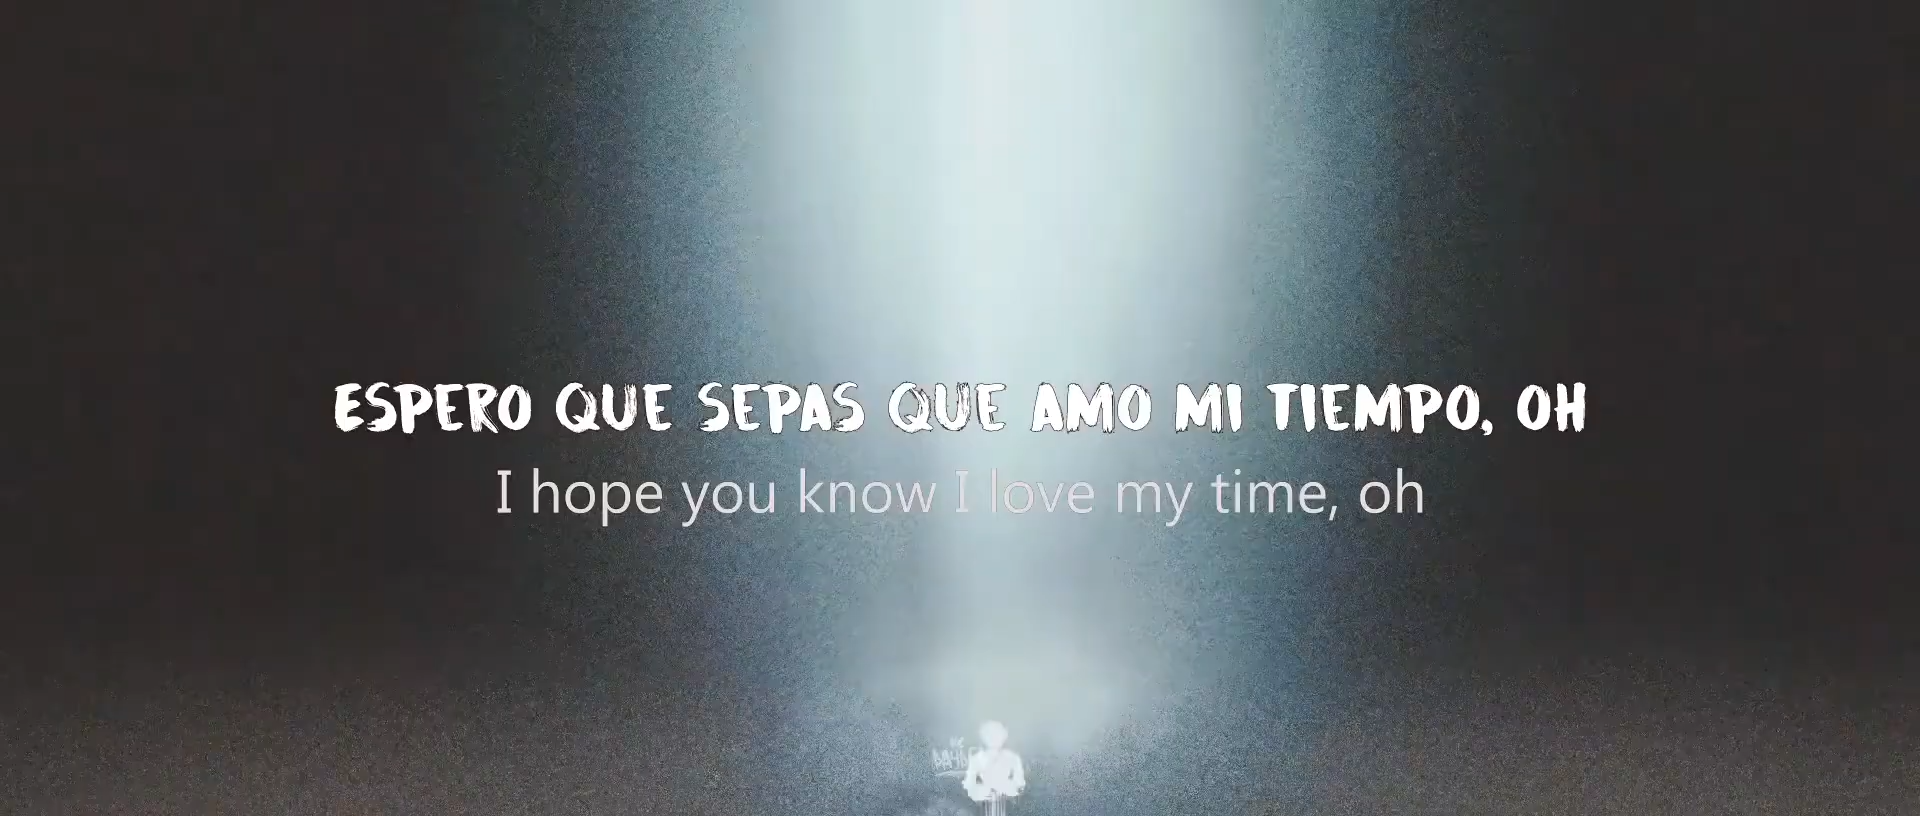 ESPERO QUE SEPAS QUE AMO MI TIEMPO, OH
I hope you know I love my time, oh